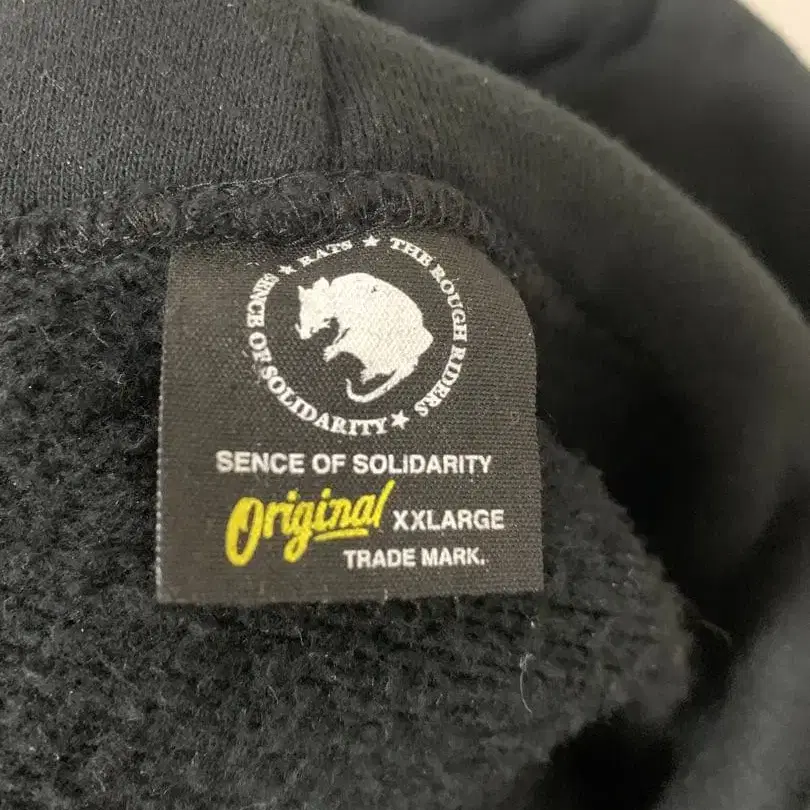 ★ RATS ★ THE ROUGH RIDERS
SENCE OF SOLIDARITY ★
SENCE OF SOLiDARITY
Original XXLARGE
TRADE MARK.